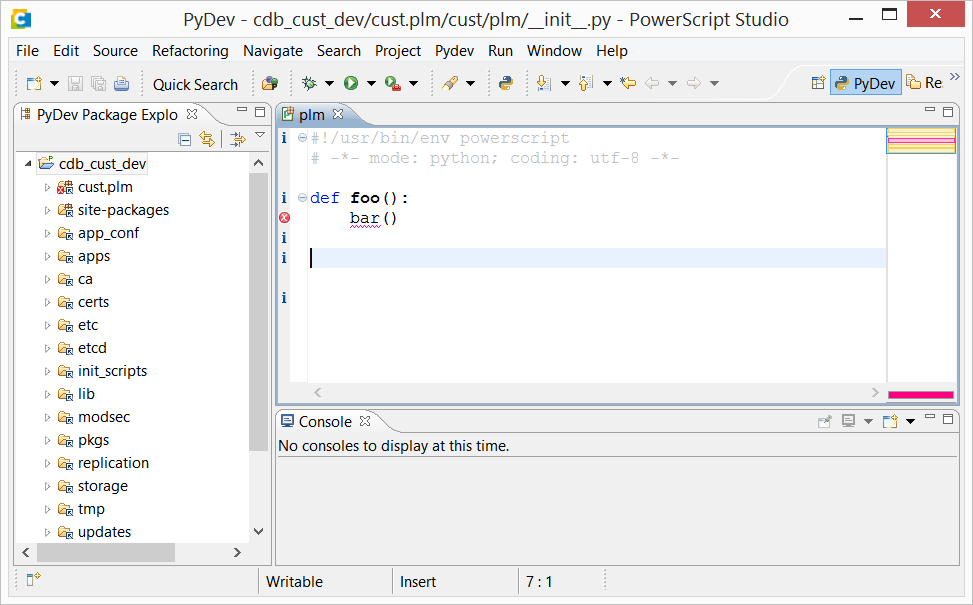 PyDev - cdb_cust_dev/cust.plm/cust/plm/__init__.py - PowerScript Studio
File Edit Source Refactoring Navigate Search Project Pydev Run Window Help
Quick Search
PyDev
Re
PyDev Package Explo
cdb_cust_dev
cust.plm
site-packages
app_conf
apps
ca
certs
etc
etcd
init_scripts
lib
modsec
pkgs
replication
storage
tmp
updates
plm
#!/usr/bin/env powerscript
# -*- mode: python; coding: utf-8 -*-
def foo():
bar()
Console
No consoles to display at this time.
Writable
Insert
7 : 1